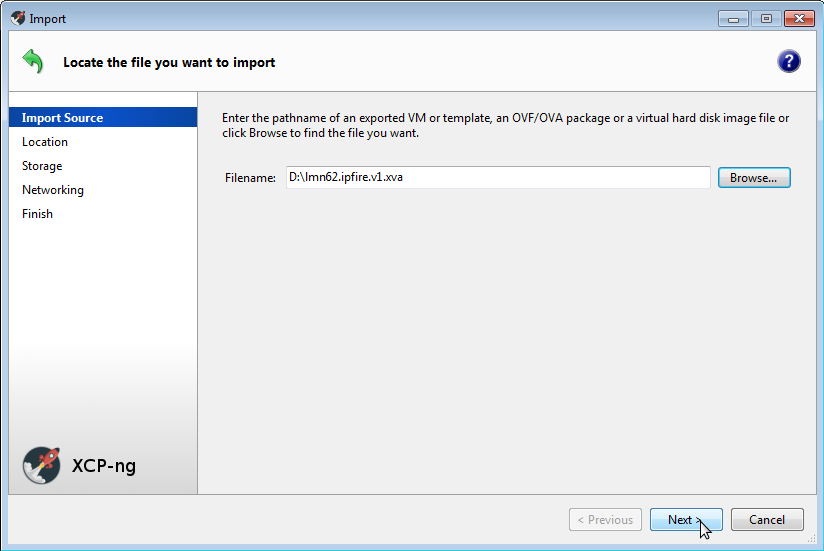 Import
Locate the file you want to import
Import Source
Location
Storage
Networking
Finish
Enter the pathname of an exported VM or template, an OVF/OVA package or a virtual hard disk image file or
click Browse to find the file you want.
Filename: D:\lmn62.ipfire.v1.xva Browse...
XCP-ng
< Previous Next > Cancel